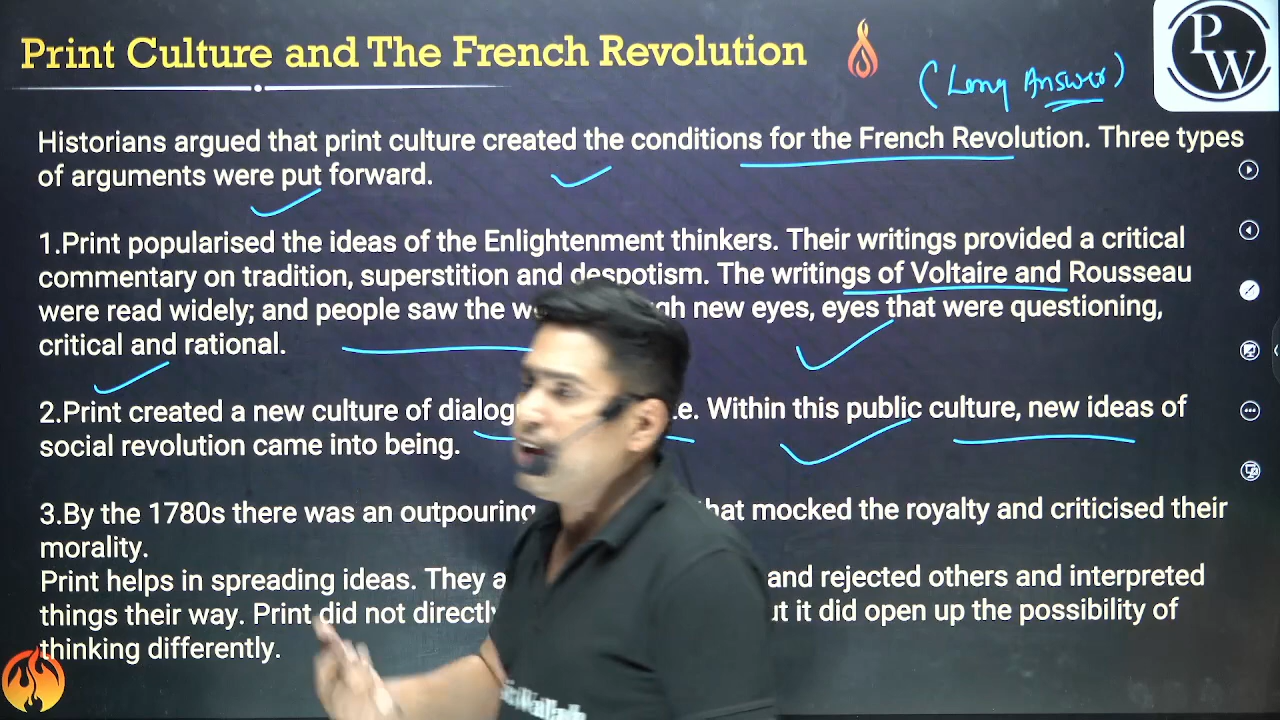 Print Culture and The French Revolution
(Long Answer)
PW
Historians argued that print culture created the conditions for the French Revolution. Three types
of arguments were put forward.
1.Print popularised the ideas of the Enlightenment thinkers. Their writings provided a critical
commentary on tradition, superstition and despotism. The writings of Voltaire and Rousseau
were read widely; and people saw the new eyes, eyes that were questioning,
critical and rational.
2.Print created a new culture of Within this public culture, new ideas of
social revolution came into being.
3.By the 1780s there was an outpouring mocked the royalty and criticised their
morality.
Print helps in spreading ideas. They and rejected others and interpreted
things their way. Print did not it did open up the possibility of
thinking differently.